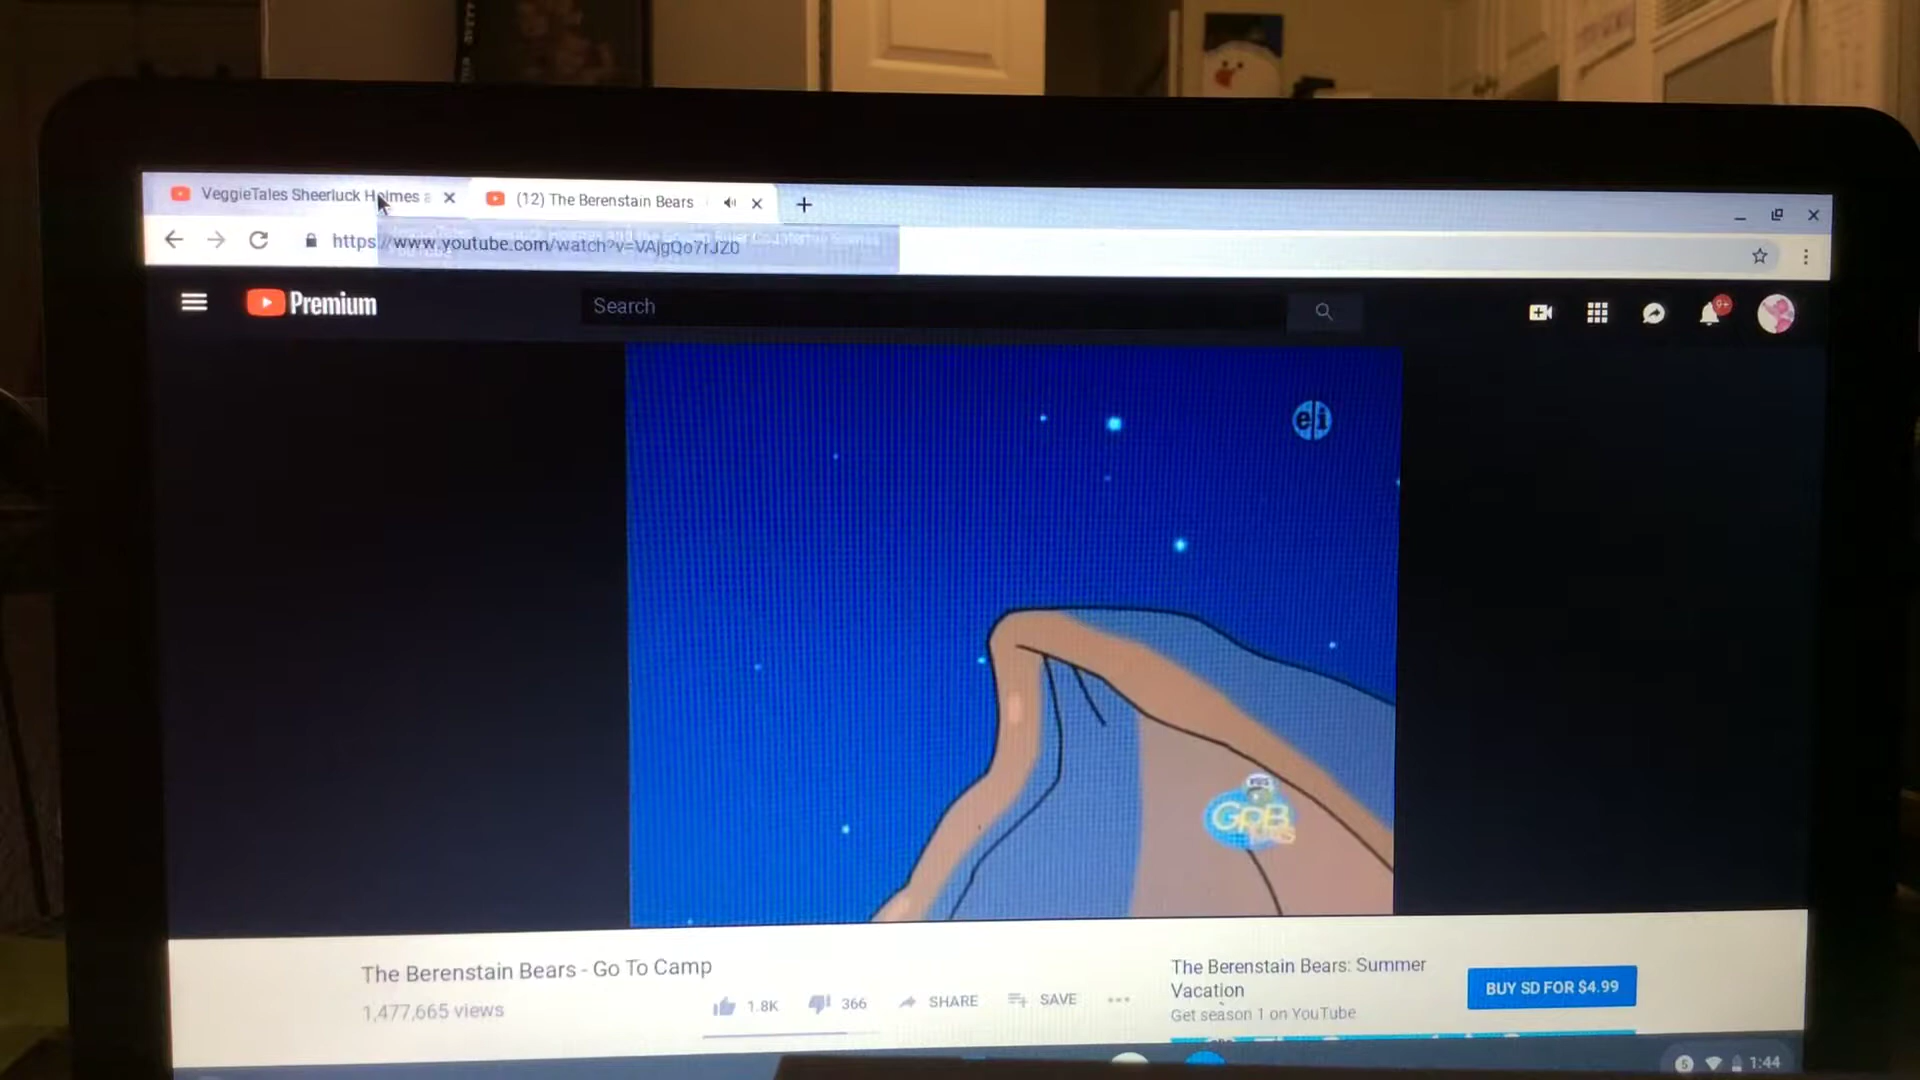 VeggieTales Sheerluck Holmes a
(12) The Berenstain Bears
https://www.youtube.com/watch?v=VAjgQo7rJZ0
Premium
Search
9+
e i
GPB
The Berenstain Bears - Go To Camp
1,477,665 views
1.8K
366
SHARE
SAVE
The Berenstain Bears: Summer
Vacation
Get season 1 on YouTube
BUY SD FOR $4.99
1:44